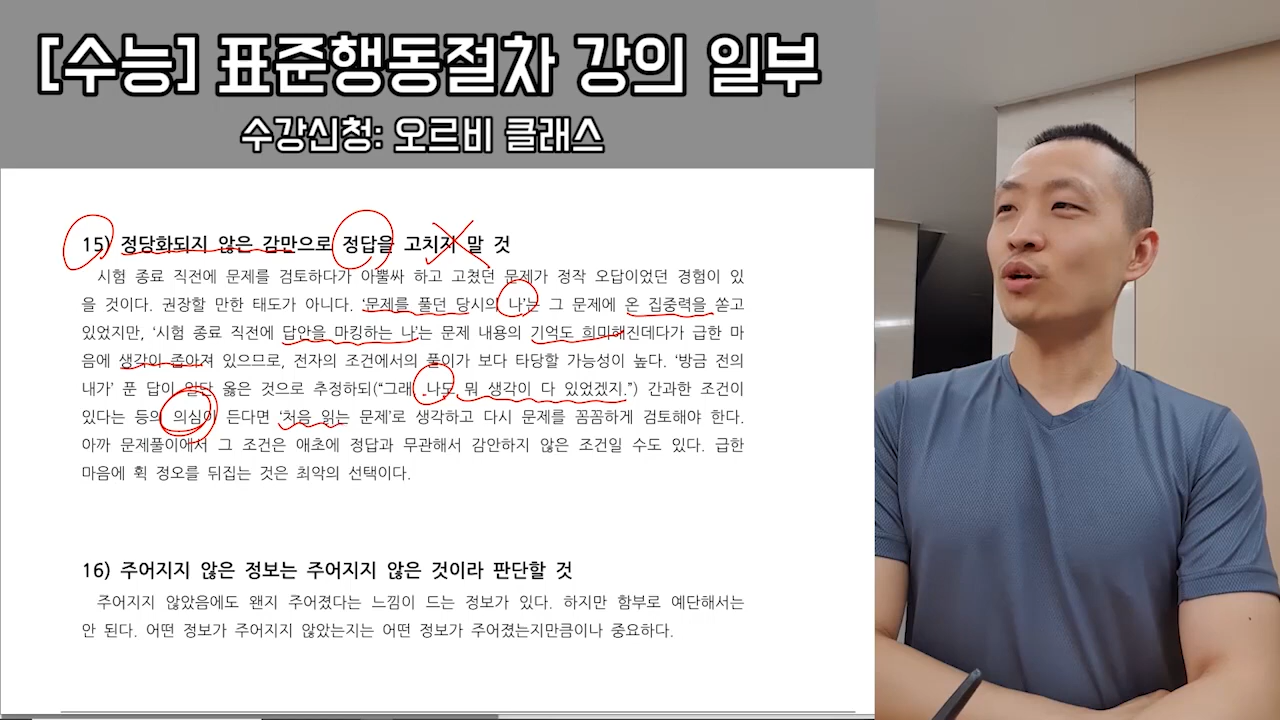 [수능] 표준행동절차 강의 일부
수강신청: 오르비 클래스
15) 정당화되지 않은 감만으로 정답을 고치지 말 것
시험 종료 직전에 문제를 검토하다가 아뿔싸 하고 고쳤던 문제가 정작 오답이었던 경험이 있
을 것이다. 권장할 만한 태도가 아니다. ‘문제를 풀던 당시의 나’는 그 문제에 온 집중력을 쏟고
있었지만, ‘시험 종료 직전에 답안을 마킹하는 나’는 문제 내용의 기억도 희미해진데다가 급한 마
음에 생각이 좁아져 있으므로, 전자의 조건에서의 풀이가 보다 타당할 가능성이 높다. ‘방금 전의
내가’ 푼 답이 일단 옳은 것으로 추정하되(“그래 나도 뭐 생각이 다 있었겠지.”) 간과한 조건이
있다는 등의 의심이 든다면 ‘처음 읽는 문제’로 생각하고 다시 문제를 꼼꼼하게 검토해야 한다.
아까 문제풀이에서 그 조건은 애초에 정답과 무관해서 감안하지 않은 조건일 수도 있다. 급한
마음에 휙 정오를 뒤집는 것은 최악의 선택이다.
16) 주어지지 않은 정보는 주어지지 않은 것이라 판단할 것
주어지지 않았음에도 왠지 주어졌다는 느낌이 드는 정보가 있다. 하지만 함부로 예단해서는
안 된다. 어떤 정보가 주어지지 않았는지는 어떤 정보가 주어졌는지만큼이나 중요하다.